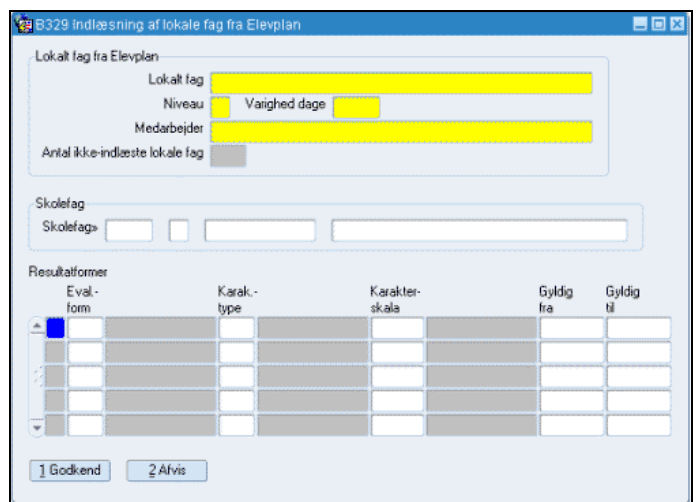 B329 Indlæsning af lokale fag fra Elevplan
Lokalt fag fra Elevplan
Lokalt fag
Niveau Varighed dage
Medarbejder
Antal ikke-indlæste lokale fag
Skolefag
Skolefag»
Resultatformer
Eval.- Karak.- Karakter- Gyldig Gyldig
form type skala fra til
1 Godkend 2 Afvis